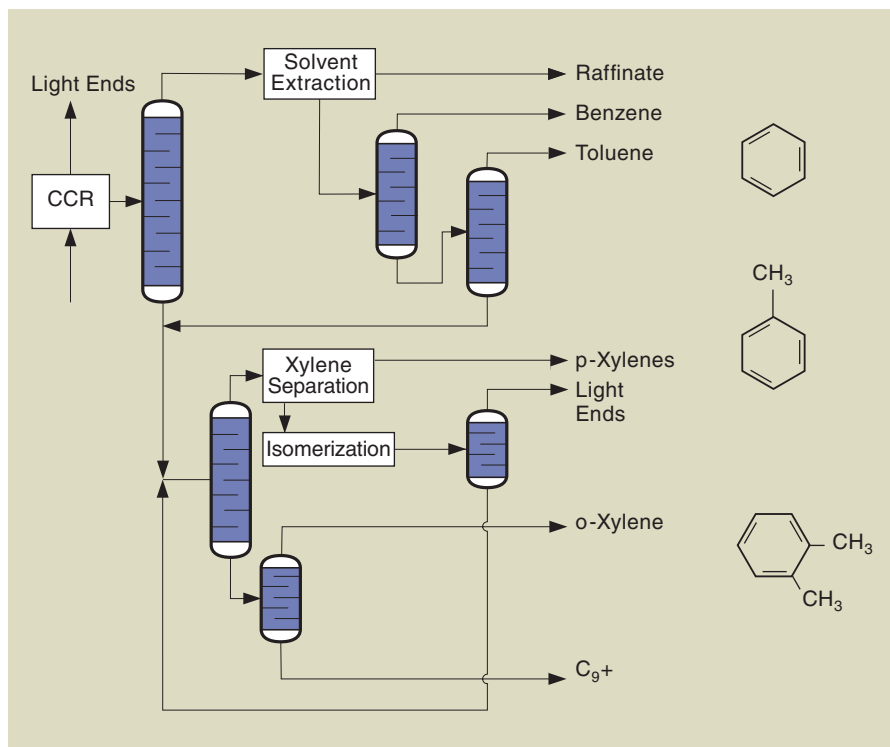 Solvent
Extraction
Raffinate
Light Ends
Benzene
Toluene
CCR
CH₃
Xylene
Separation
p-Xylenes
Light
Ends
Isomerization
o-Xylene
CH₃
CH₃
C₉+